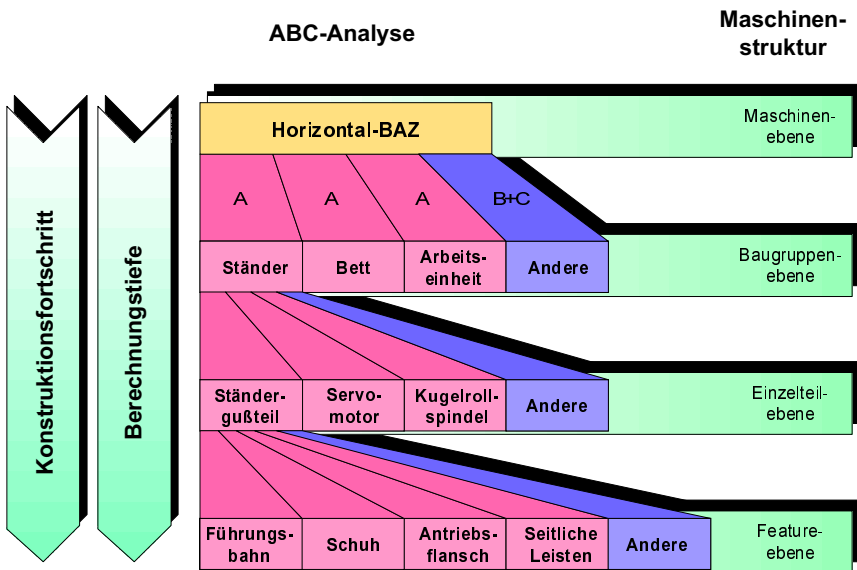 ABC-Analyse
Maschinen-
struktur
Konstruktionsfortschritt
Berechnungstiefe
Horizontal-BAZ
Maschinen-
ebene
A
A
A
B+C
Ständer
Bett
Arbeits-
einheit
Andere
Baugruppen-
ebene
Ständer-
gußteil
Servo-
motor
Kugelroll-
spindel
Andere
Einzelteil-
ebene
Führungs-
bahn
Schuh
Antriebs-
flansch
Seitliche
Leisten
Andere
Feature-
ebene